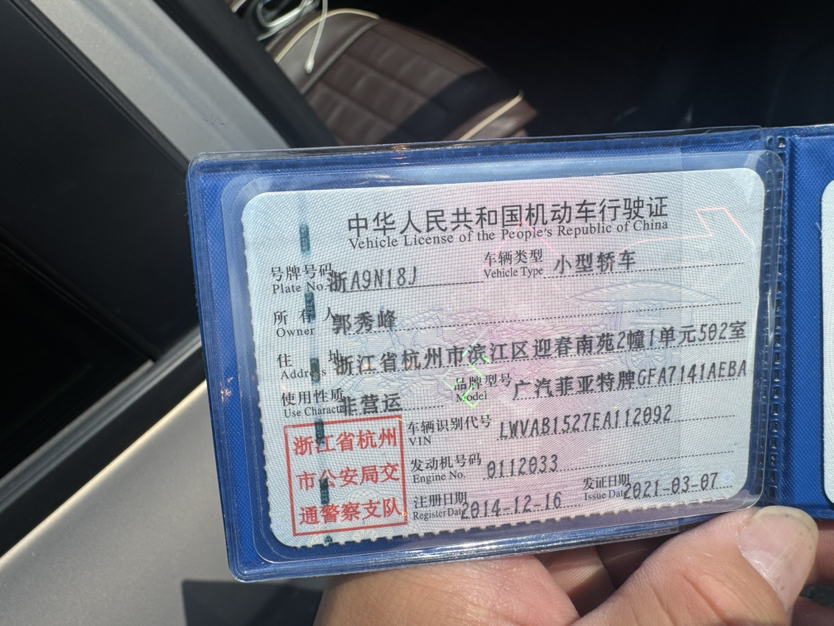 中华人民共和国机动车行驶证
Vehicle License of the People's Republic of China
号牌号码 浙A9N18J 车辆类型 小型轿车
Plate No. Vehicle Type
所有人 郭秀峰
Owner
住址 浙江省杭州市滨江区迎春南苑2幢1单元502室
Address
使用性质 非营运 品牌型号 广汽菲亚特牌GFA7141AEBA
Use Character Model
浙江省杭州
市公安局交
通警察支队
车辆识别代号 LWVAB1527EA112092
VIN
发动机号码 0112033
Engine No.
注册日期 2014-12-16 发证日期 2021-03-07
Register Date Issue Date